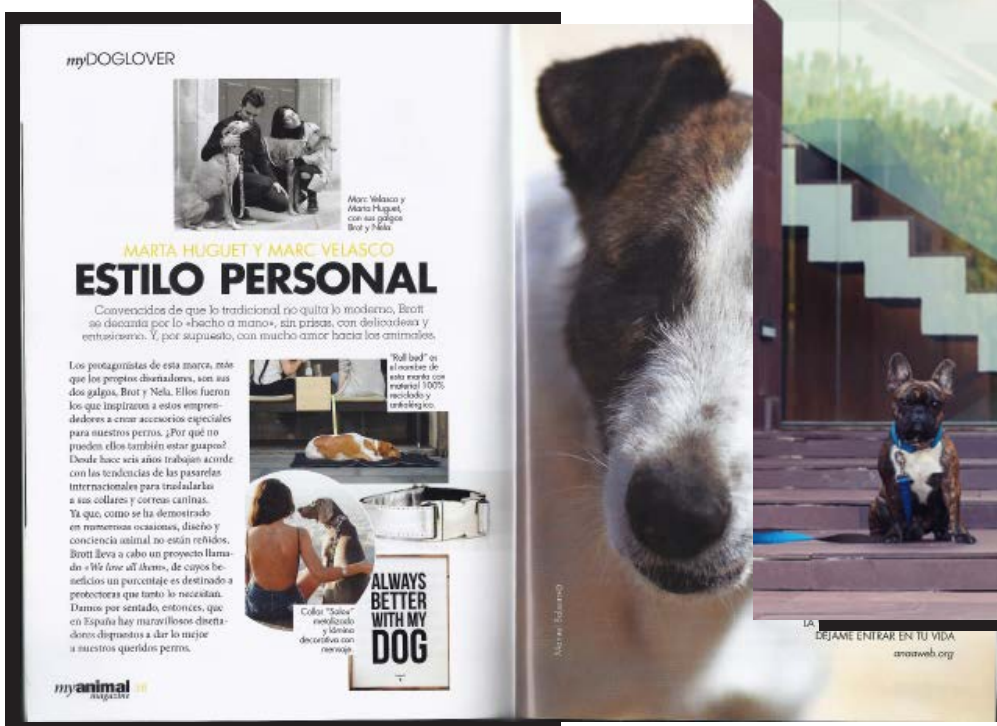 myDOGLOVER
Marc Velasco y
Marta Huguet,
con sus galgos
Brot y Nela.
MARTA HUGUET Y MARC VELASCO
ESTILO PERSONAL
Convencidos de que lo tradicional no quita lo moderno, Brott
se decanta por lo «hecho a mano», sin prisas, con delicadeza y
entusiasmo. Y, por supuesto, con mucho amor hacia los animales.
Los protagonistas de esta marca, más
que los propios diseñadores, son sus
dos galgos, Brot y Nela. Ellos fueron
los que inspiraron a estos empren-
dedores a crear accesorios especiales
para nuestros perros. ¿Por qué no
pueden ellos también estar guapos?
Desde hace seis años trabajan acorde
con las tendencias de las pasarelas
internacionales para trasladarlas
a sus collares y correas caninas.
Ya que, como se ha demostrado
en numerosas ocasiones, diseño y
conciencia animal no están reñidos.
Brott lleva a cabo un proyecto llama-
do «We love all them», de cuyos be-
neficios un porcentaje es destinado a
protectoras que tanto lo necesitan.
Damos por sentado, entonces, que
en España hay maravillosos diseña-
dores dispuestos a dar lo mejor
a nuestros queridos perros.
"Roll bed" es
el nombre de
esta manta con
material 100%
reciclado y
antialérgico.
Collar "Salou"
metalizado
y lámina
decorativa con
mensaje.
ALWAYS
BETTER
WITH MY
DOG
myanimal
magazine
LA
DÉJAME ENTRAR EN TU VIDA
anaaweb.org